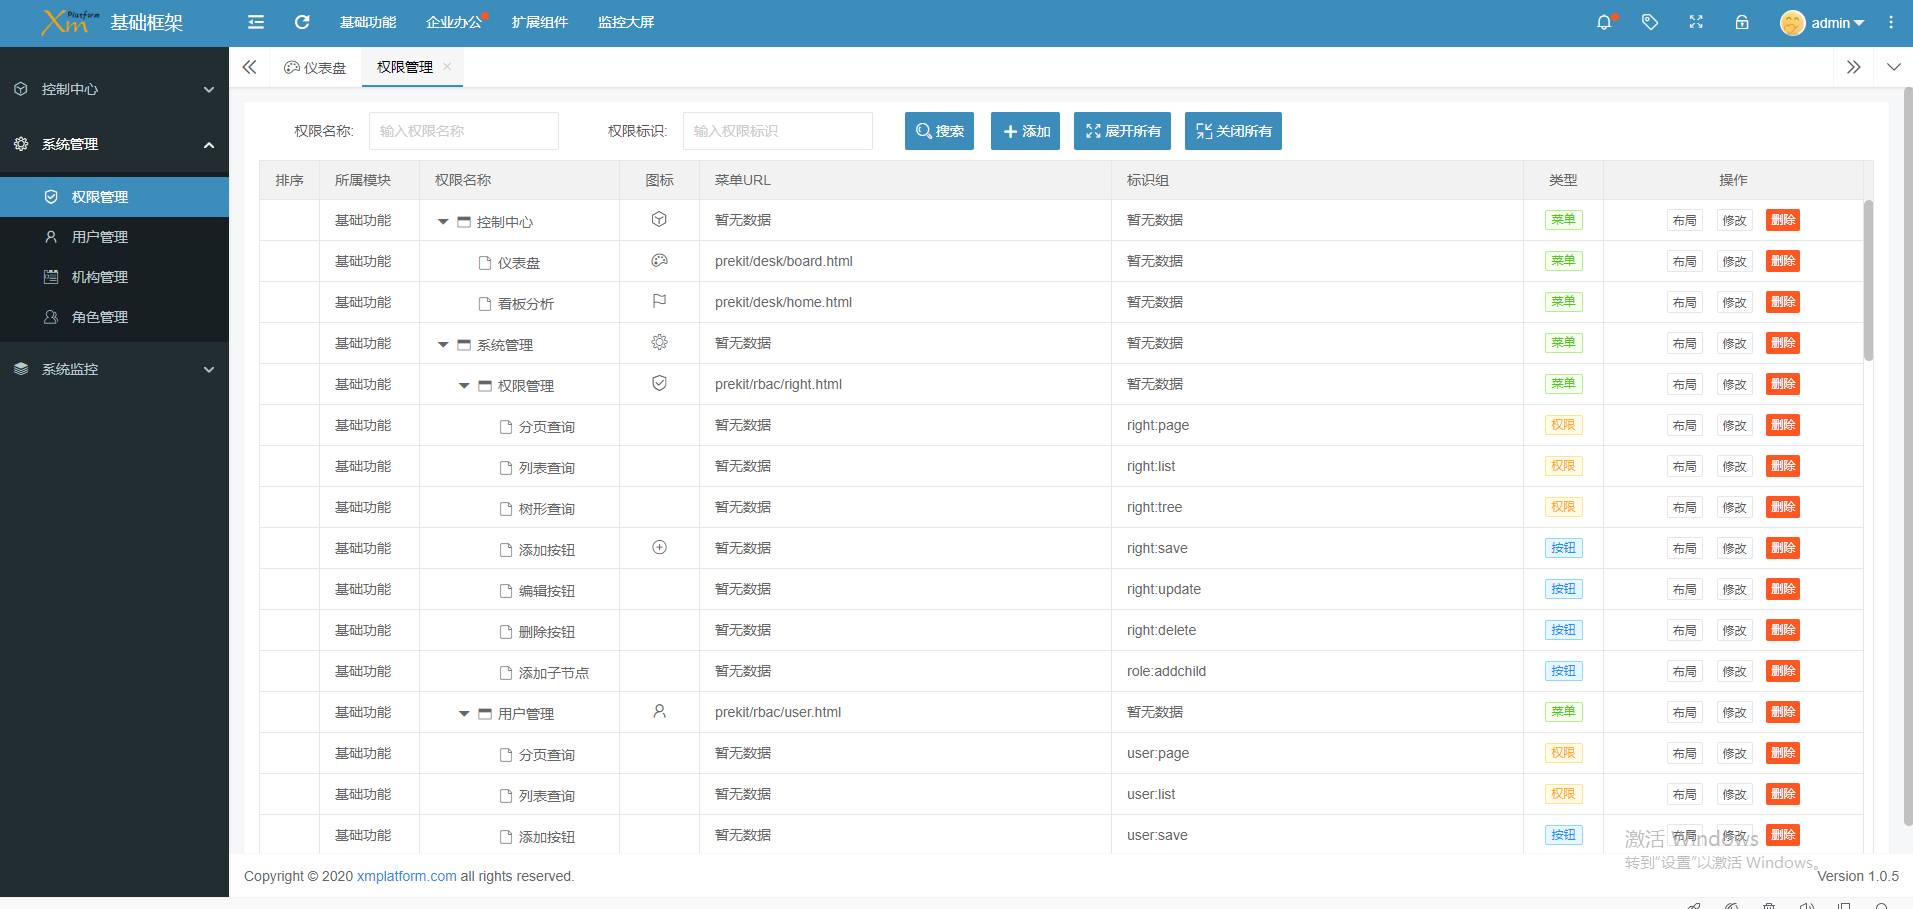 Xm Platform 基础框架 基础功能 企业办公 扩展组件 监控大屏 admin
仪表盘 权限管理
控制中心
系统管理
权限管理
用户管理
机构管理
角色管理
系统监控
权限名称: 输入权限名称 权限标识: 输入权限标识 搜索 添加 展开所有 关闭所有
排序 所属模块 权限名称 图标 菜单URL 标识组 类型 操作
基础功能 控制中心 暂无数据 暂无数据 菜单 布局 修改 删除
基础功能 仪表盘 prekit/desk/board.html 暂无数据 菜单 布局 修改 删除
基础功能 看板分析 prekit/desk/home.html 暂无数据 菜单 布局 修改 删除
基础功能 系统管理 暂无数据 暂无数据 菜单 布局 修改 删除
基础功能 权限管理 prekit/rbac/right.html 暂无数据 菜单 布局 修改 删除
基础功能 分页查询 暂无数据 right:page 权限 布局 修改 删除
基础功能 列表查询 暂无数据 right:list 权限 布局 修改 删除
基础功能 树形查询 暂无数据 right:tree 权限 布局 修改 删除
基础功能 添加按钮 暂无数据 right:save 按钮 布局 修改 删除
基础功能 编辑按钮 暂无数据 right:update 按钮 布局 修改 删除
基础功能 删除按钮 暂无数据 right:delete 按钮 布局 修改 删除
基础功能 添加子节点 暂无数据 role:addchild 按钮 布局 修改 删除
基础功能 用户管理 prekit/rbac/user.html 暂无数据 菜单 布局 修改 删除
基础功能 分页查询 暂无数据 user:page 权限 布局 修改 删除
基础功能 列表查询 暂无数据 user:list 权限 布局 修改 删除
基础功能 添加按钮 暂无数据 user:save 按钮 布局 修改 删除
激活 Windows
转到"设置"以激活 Windows。
Copyright © 2020 xmplatform.com all rights reserved. Version 1.0.5